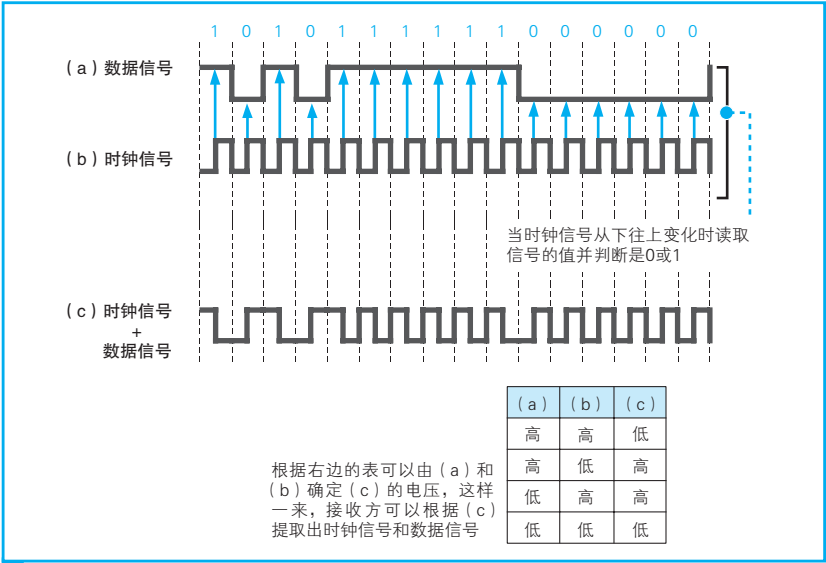 1 0 1 0 1 1 1 1 1 1 0 0 0 0 0 0
（a）数据信号
（b）时钟信号
当时钟信号从下往上变化时读取
信号的值并判断是0或1
（c）时钟信号
+
数据信号
（a） （b） （c）
高 高 低
高 低 高
低 高 高
低 低 低
根据右边的表可以由（a）和
（b）确定（c）的电压，这样
一来，接收方可以根据（c）
提取出时钟信号和数据信号